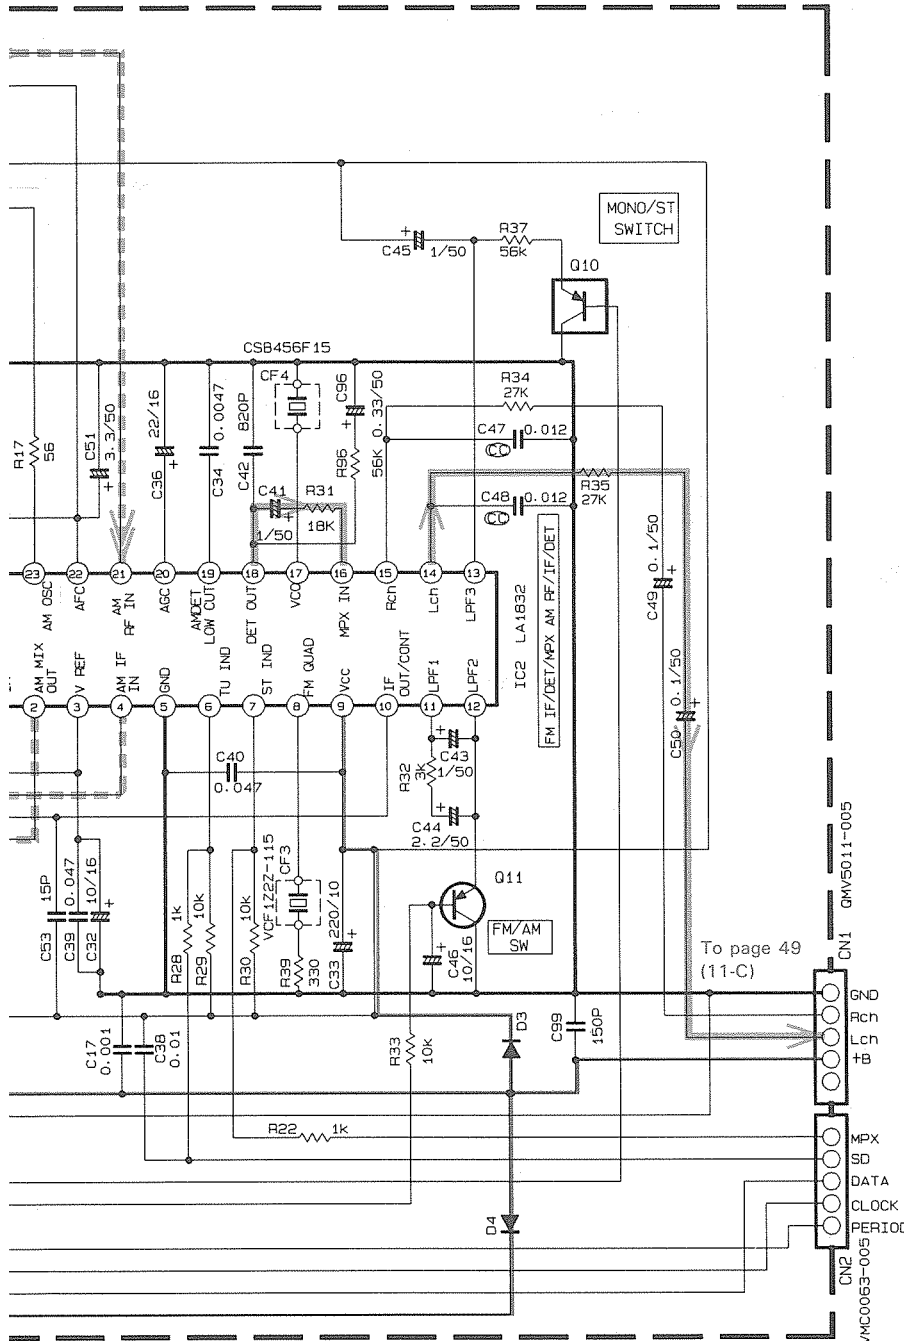 MONO/ST
SWITCH
R37
56k
C45
+
1/50
Q10
CSB456F15
CF4
R17
56
C51
3.3/50
+
C36
22/16
+
C34
0.0047
C42
820P
C96
0.33/50
+
R96
56K
R34
27K
C47
0.012
CC
R35
27K
C48
0.012
CC
C41
1/50
+
R31
18K
C49
0.1/50
+
C50
0.1/50
+
23
22
21
20
19
18
17
16
15
14
13
AM OSC
AFC
AM
RF IN
AGC
AMDET
LOW CUT
DET OUT
VCO
MPX IN
Rch
Lch
LPF3
IC2 LA1832
FM IF/DET/MPX AM RF/IF/DET
AM MIX
OUT
V REF
AM IF
IN
GND
TU IND
ST IND
FM QUAD
Vcc
IF
OUT/CONT
LPF1
LPF2
2
3
4
5
6
7
8
9
10
11
12
C40
0.047
R32
3k
C43
1/50
+
C44
2.2/50
+
Q11
FM/AM
SW
C53
15P
C39
0.047
C32
10/16
+
R28
1k
R29
10k
R30
10k
VCF1Z2Z-115
CF3
R39
330
C33
220/10
+
C46
10/16
+
C17
0.001
C38
0.01
R33
10k
D3
C99
150P
R22
1k
D4
To page 49
(11-C)
QMV5011-005
CN1
GND
Rch
Lch
+B
MPX
SD
DATA
CLOCK
PERIOD
CN2
VMC0063-005